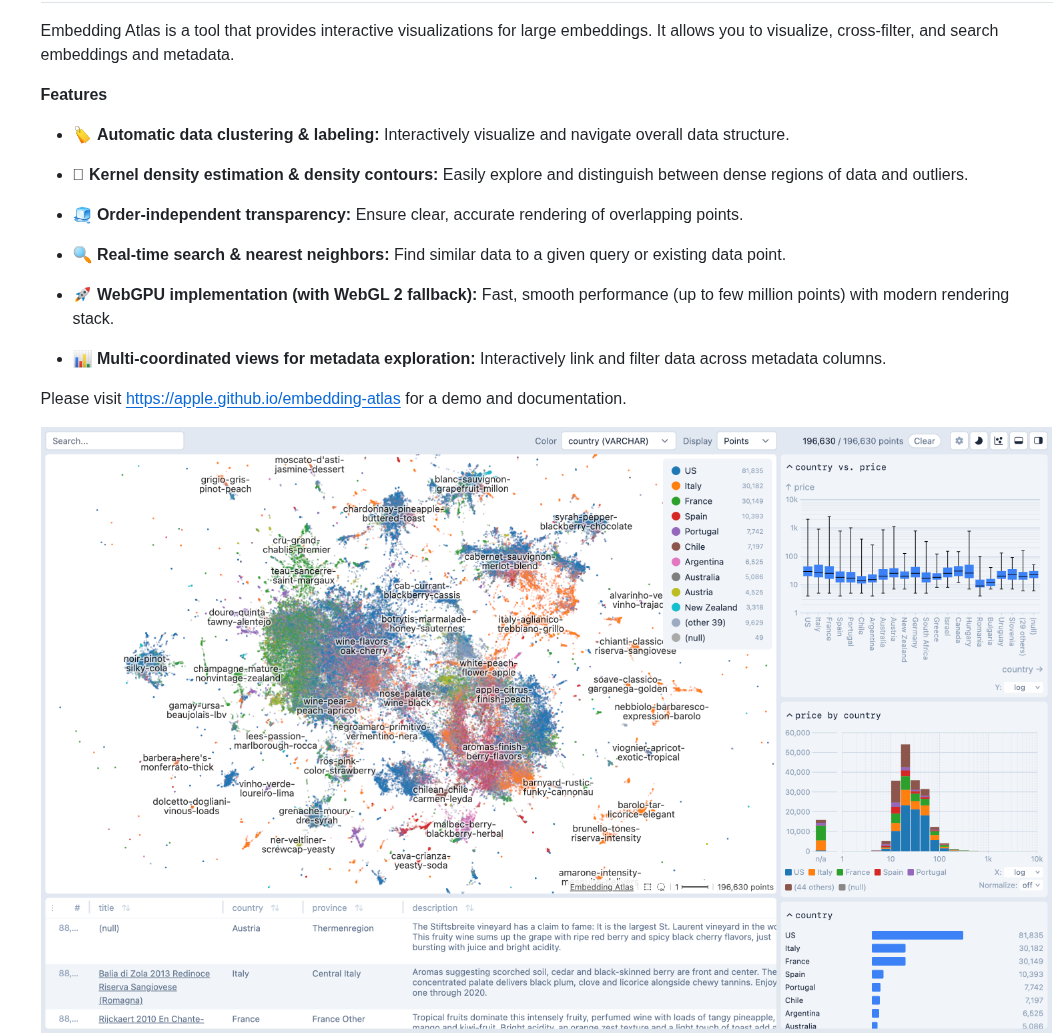 Embedding Atlas is a tool that provides interactive visualizations for large embeddings. It allows you to visualize, cross-filter, and search
embeddings and metadata.
Features
Automatic data clustering & labeling: Interactively visualize and navigate overall data structure.
Kernel density estimation & density contours: Easily explore and distinguish between dense regions of data and outliers.
Order-independent transparency: Ensure clear, accurate rendering of overlapping points.
Real-time search & nearest neighbors: Find similar data to a given query or existing data point.
WebGPU implementation (with WebGL 2 fallback): Fast, smooth performance (up to few million points) with modern rendering
stack.
Multi-coordinated views for metadata exploration: Interactively link and filter data across metadata columns.
Please visit https://apple.github.io/embedding-atlas for a demo and documentation.
Search...
Color country (VARCHAR) Display Points 196,630 / 196,630 points Clear
moscato-d'asti-
jasmine-dessert
grigio-gris-
pinot-peach
blanc-sauvignon-
grapefruit-millon
chardonnay-pineapple-
buttered-toast
syrah-pepper-
blackberry-chocolate
cru-grand-
chablis-premier
cabernet-sauvignon-
merlot-blend
teau-sancerre-
saint-margaux
cab-currant-
blackberry-cassis
alvarinho-ve
vinho-trajac
douro-quinta-
tawny-alentejo
botrytis-marmalade-
honey-sauternes
italy-aglianico-
trebbiano-grillo
wine-flavors-
oak-cherry
chianti-classico
riserva-sangiovese
noir-pinot-
silky-cola
champagne-mature-
nonvintage-zealand
white-peach-
flower-apple
soave-classico-
garganega-golden
nose-palate-
wine-black
apple-citrus-
finish-peach
wine-pear-
peach-apricot
gamay-ursa-
beaujolais-lbv
nebbiolo-barbaresco-
expression-barolo
negroamaro-primitivo-
vermentino-nera
lees-passion-
marlborough-rocca
aromas-finish-
berry-flavors
viognier-apricot-
exotic-tropical
barbera-here's-
monferrato-thick
ros-pink-
color-strawberry
vinho-verde-
loureiro-lima
chilean-chile-
carmen-leyda
barnyard-rustic-
funky-cannonau
dolcetto-dogliani-
vinous-loads
grenache-moury-
dre-syrah
barolo-tar-
licorice-elegant
malbec-berry-
blackberry-herbal
brunello-tones-
riserva-intensity
ner-veltliner-
screwcap-yeasty
cava-crianza-
yeasty-soda
amarone-intensity-
Embedding Atlas 1 196,630 points
US 81,835
Italy 30,182
France 30,149
Spain 10,393
Portugal 7,742
Chile 7,197
Argentina 6,525
Australia 5,086
Austria 4,525
New Zealand 3,318
(other 39) 9,629
(null) 49
country vs. price
↑ price
10k
1k
100
10
1
US
Italy
France
Spain
Portugal
Chile
Argentina
Australia
Austria
New Zealand
Germany
South Africa
Greece
Israel
Canada
Hungary
Romania
Bulgaria
Uruguay
Slovenia
(29 others)
(null)
country →
Y: log
price by country
60,000
50,000
40,000
30,000
20,000
10,000
0
n/a 1 10 100 1k 10k
US Italy France Spain Portugal
(44 others) (null)
X: log
Normalize: off
country
US 81,835
Italy 30,182
France 30,149
Spain 10,393
Portugal 7,742
Chile 7,197
Argentina 6,525
Australia 5,086
# title country province description
88,... (null) Austria Thermenregion
The Stiftsbreite vineyard has a claim to fame: it is the largest St. Laurent vineyard in the wo
This fruity wine sums up the grape with ripe red berry and spicy black cherry flavors, just
bursting with juice and bright acidity.
88,... Balia di Zola 2013 Redinoce
Riserva Sangiovese
(Romagna)
Italy Central Italy
Aromas suggesting scorched soil, cedar and black-skinned berry are front and center. The
concentrated palate delivers black plum, clove and licorice alongside chewy tannins. Enjoy
one through 2020.
88,... Rijckaert 2010 En Chante- France France Other
Tropical fruits dominate this intensely fruity, perfumed wine with loads of tangy pineapple,
mango and kiwi-fruit. Bright acidity, an orange zest texture and a light touch of toast add